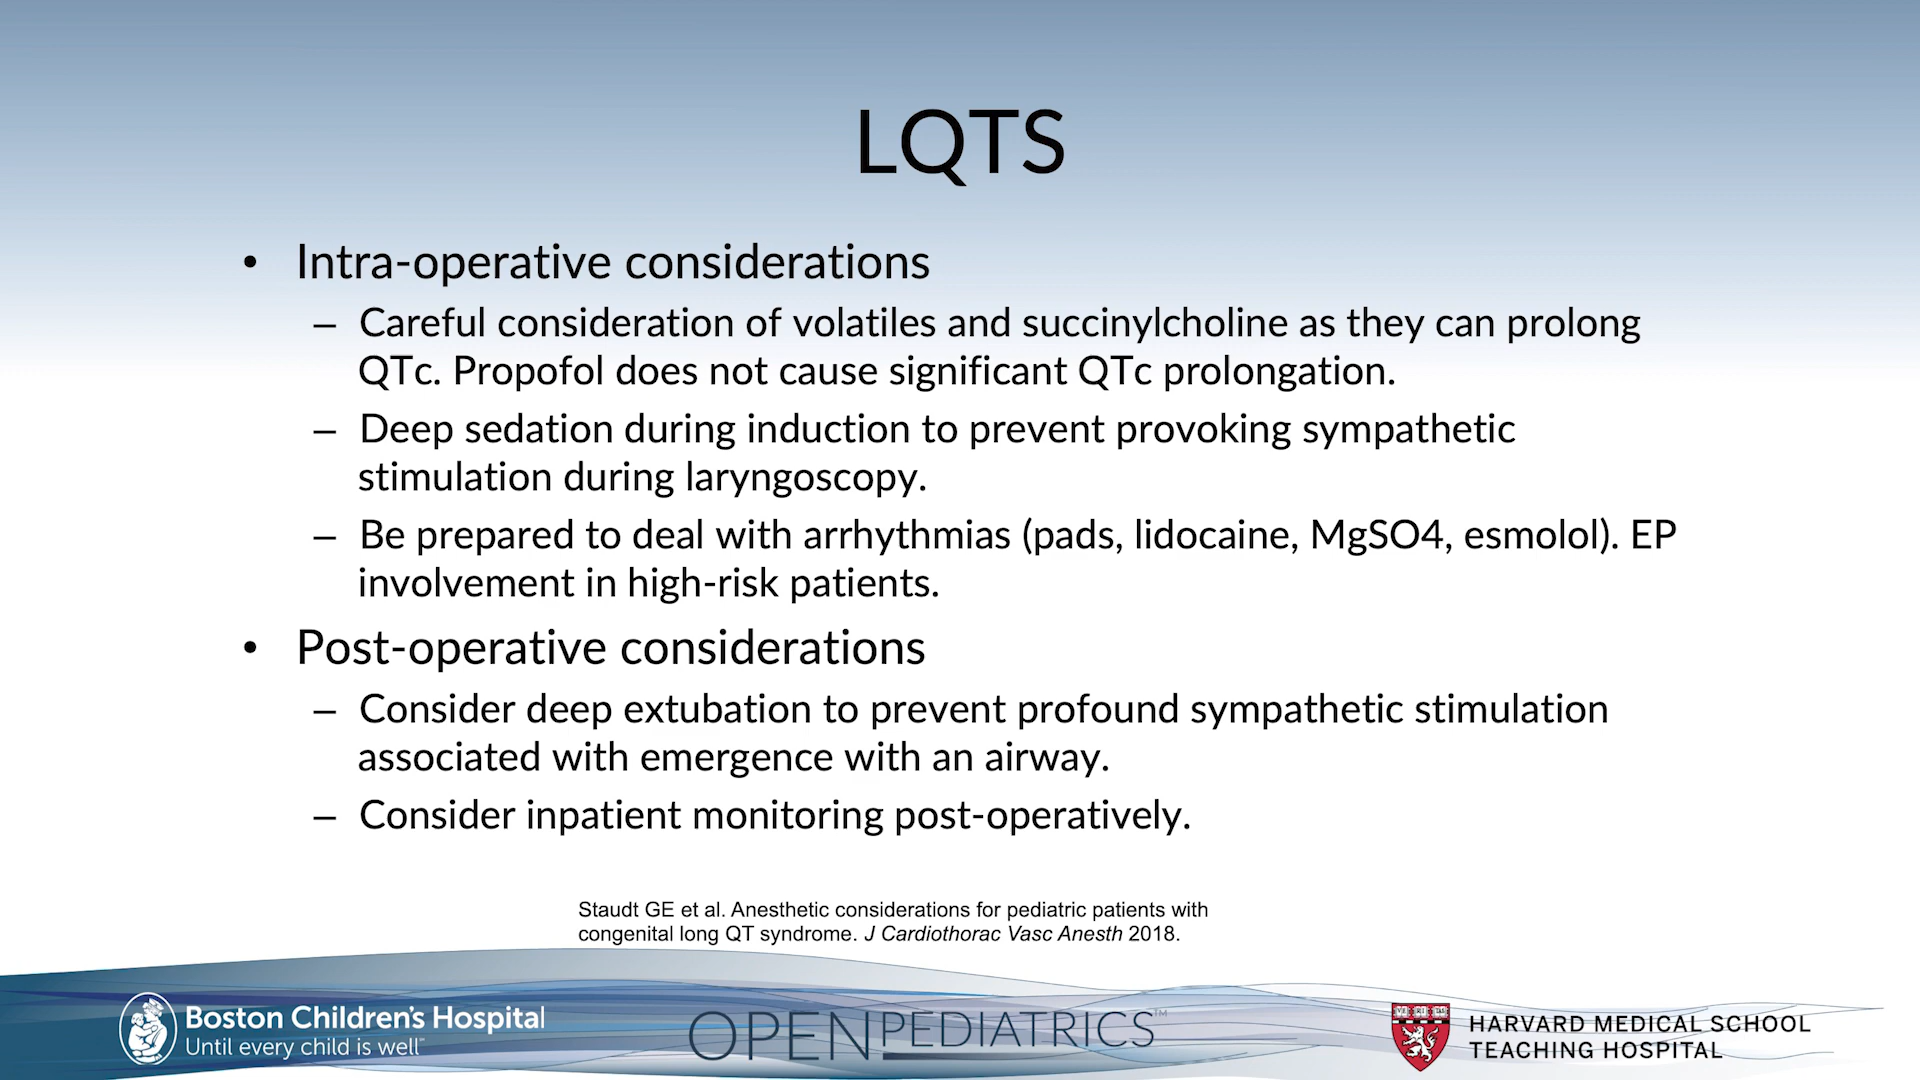 LQTS
• Intra-operative considerations
– Careful consideration of volatiles and succinylcholine as they can prolong
QTc. Propofol does not cause significant QTc prolongation.
– Deep sedation during induction to prevent provoking sympathetic
stimulation during laryngoscopy.
– Be prepared to deal with arrhythmias (pads, lidocaine, MgSO4, esmolol). EP
involvement in high-risk patients.
• Post-operative considerations
– Consider deep extubation to prevent profound sympathetic stimulation
associated with emergence with an airway.
– Consider inpatient monitoring post-operatively.
Staudt GE et al. Anesthetic considerations for pediatric patients with
congenital long QT syndrome. J Cardiothorac Vasc Anesth 2018.
Boston Children's Hospital
Until every child is well℠
OPENPEDIATRICS™
VE RI TAS
HARVARD MEDICAL SCHOOL
TEACHING HOSPITAL